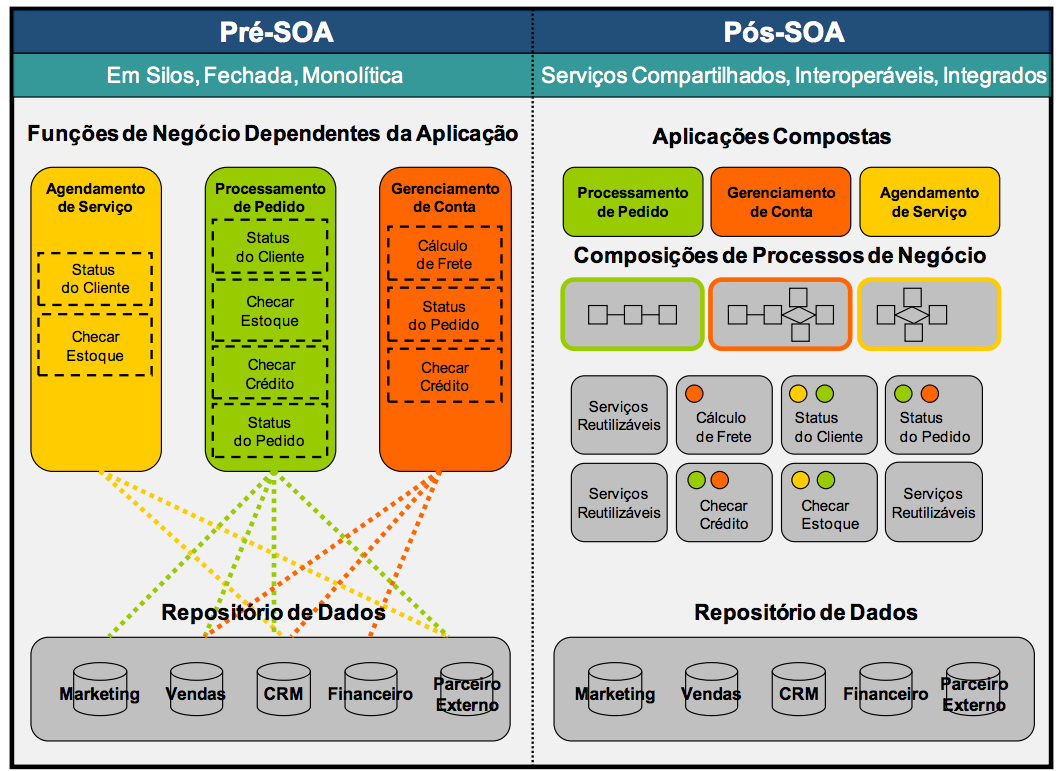 Pré-SOA
Em Silos, Fechada, Monolítica
Funções de Negócio Dependentes da Aplicação
Agendamento
de Serviço
Status
do Cliente
Checar
Estoque
Processamento
de Pedido
Status
do Cliente
Checar
Estoque
Checar
Crédito
Status
do Pedido
Gerenciamento
de Conta
Cálculo
de Frete
Status
do Pedido
Checar
Crédito
Repositório de Dados
Marketing
Vendas
CRM
Financeiro
Parceiro
Externo
Pós-SOA
Serviços Compartilhados, Interoperáveis, Integrados
Aplicações Compostas
Processamento
de Pedido
Gerenciamento
de Conta
Agendamento
de Serviço
Composições de Processos de Negócio
Serviços
Reutilizáveis
Cálculo
de Frete
Status
do Cliente
Status
do Pedido
Serviços
Reutilizáveis
Checar
Crédito
Checar
Estoque
Serviços
Reutilizáveis
Repositório de Dados
Marketing
Vendas
CRM
Financeiro
Parceiro
Externo